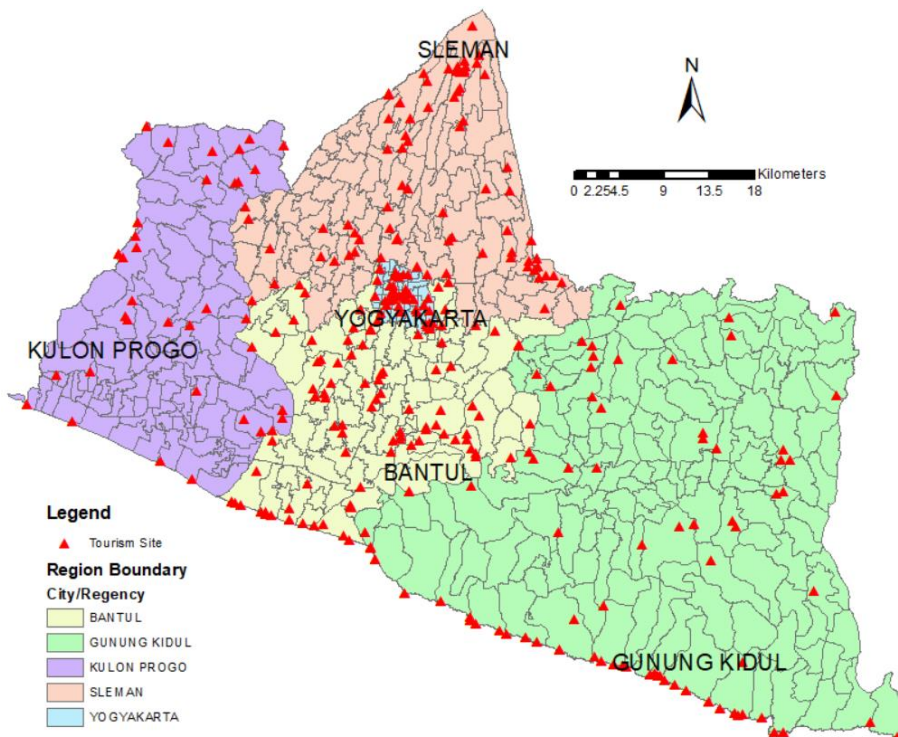 SLEMAN
N
Kilometers
0 2.254.5 9 13.5 18
YOGYAKARTA
KULON PROGO
BANTUL
GUNUNG KIDUL
Legend
Tourism Site
Region Boundary
City/Regency
BANTUL
GUNUNG KIDUL
KULON PROGO
SLEMAN
YOGYAKARTA